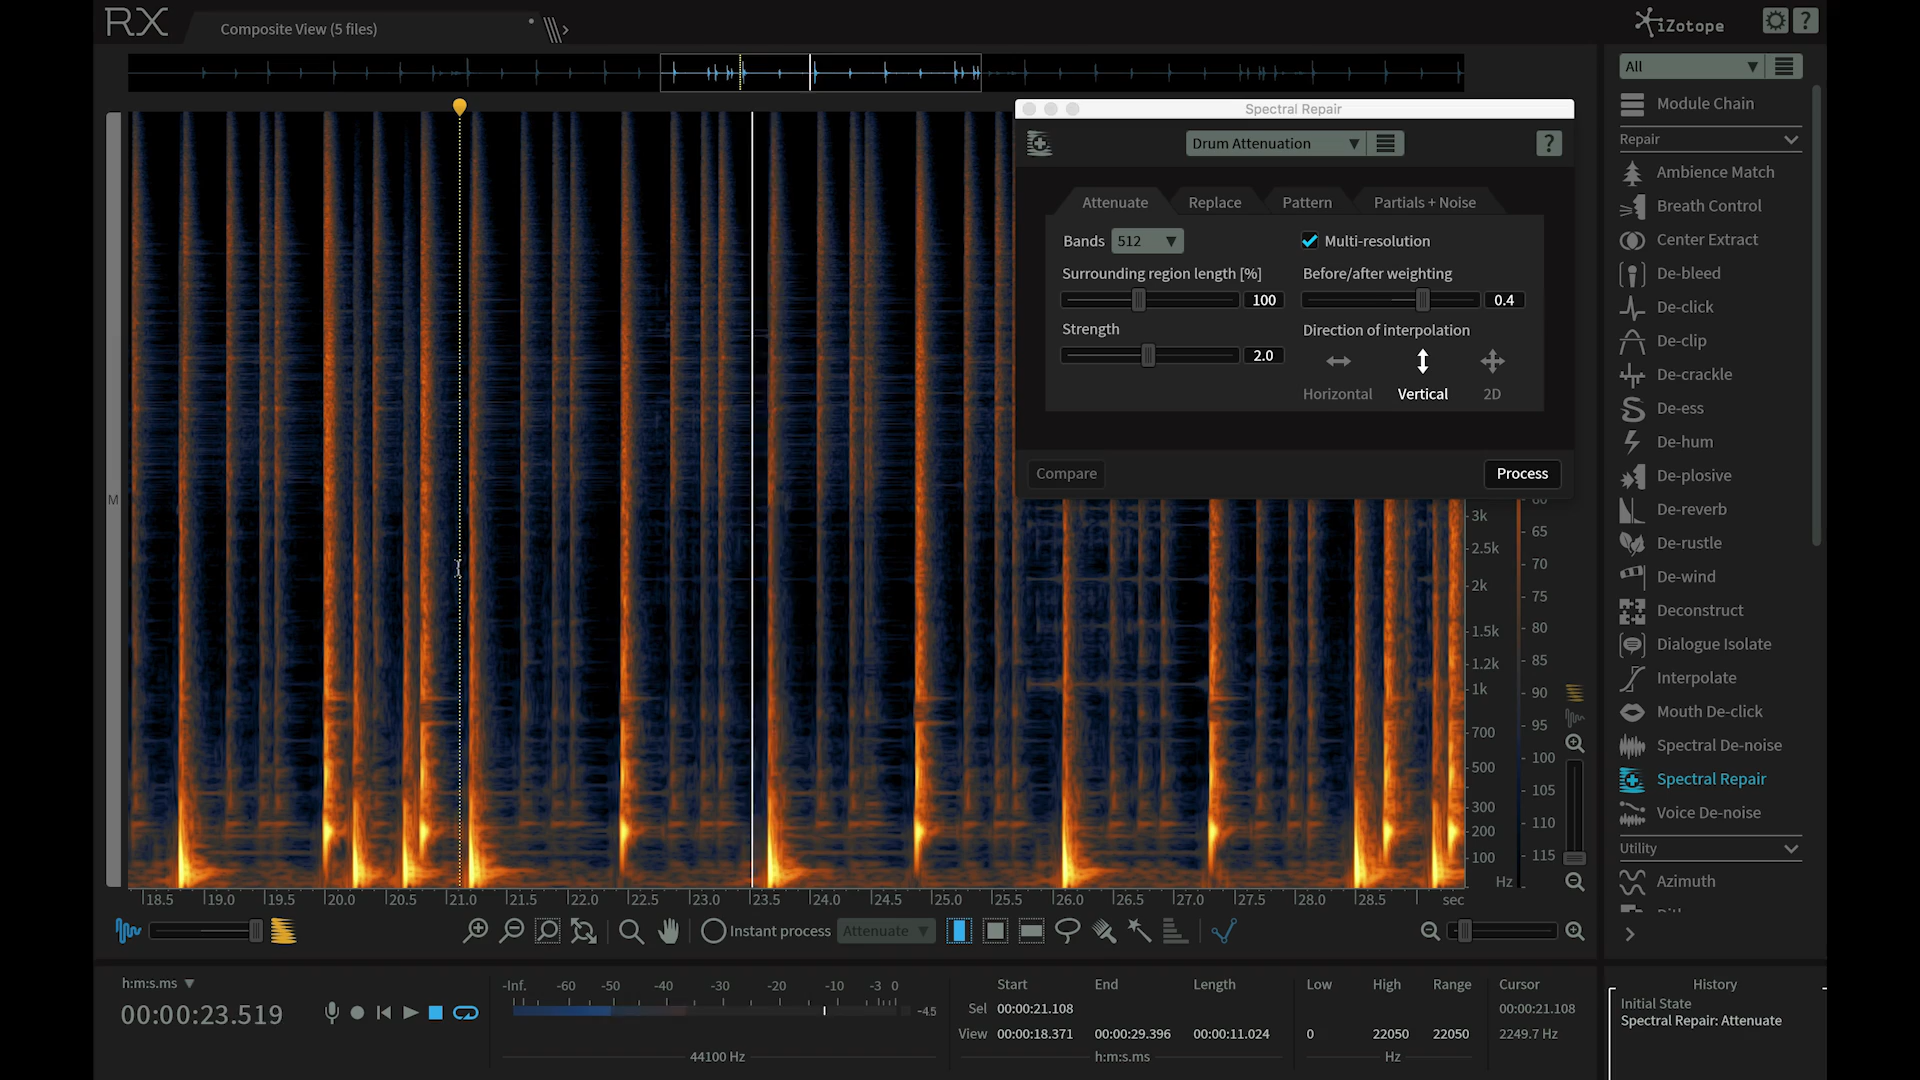 RX
Composite View (5 files)
iZotope
?
All
Module Chain
Repair
Ambience Match
Breath Control
Center Extract
De-bleed
De-click
De-clip
De-crackle
De-ess
De-hum
De-plosive
De-reverb
De-rustle
De-wind
Deconstruct
Dialogue Isolate
Interpolate
Mouth De-click
Spectral De-noise
Spectral Repair
Voice De-noise
Utility
Azimuth
Spectral Repair
Drum Attenuation
?
Attenuate Replace Pattern Partials + Noise
Bands 512 Multi-resolution
Surrounding region length [%] Before/after weighting
100 0.4
Strength Direction of interpolation
2.0
Horizontal Vertical 2D
Compare Process
M
3k
2.5k
2k
1.5k
1.2k
1k
700
500
300
200
100
Hz
65
70
75
80
85
90
95
100
105
110
115
18.5 19.0 19.5 20.0 20.5 21.0 21.5 22.0 22.5 23.0 23.5 24.0 24.5 25.0 25.5 26.0 26.5 27.0 27.5 28.0 28.5 sec
Instant process Attenuate
h:m:s.ms
00:00:23.519
-Inf. -60 -50 -40 -30 -20 -10 -3 0
-4.5
44100 Hz
Start End Length
Sel 00:00:21.108
View 00:00:18.371 00:00:29.396 00:00:11.024
h:m:s.ms
Low High Range
0 22050 22050
Hz
Cursor
00:00:21.108
2249.7 Hz
History
Initial State
Spectral Repair: Attenuate